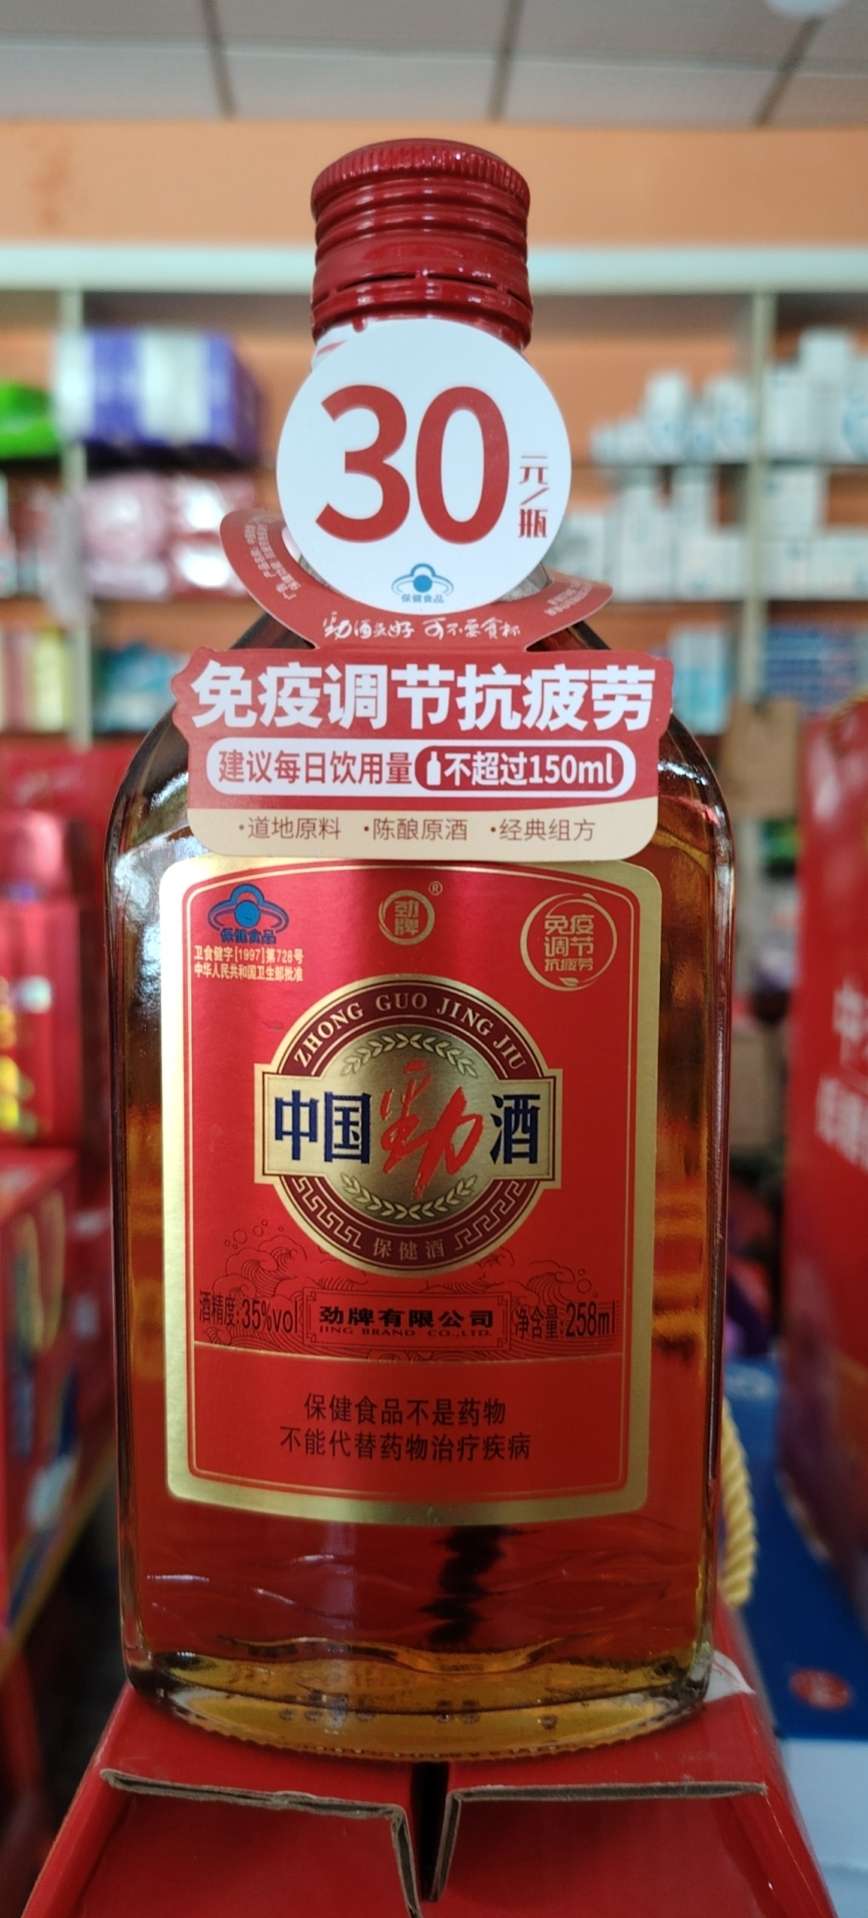 30
元/瓶
保健食品
劲酒虽好 可不要贪杯
免疫调节抗疲劳
建议每日饮用量 不超过150ml
·道地原料 ·陈酿原酒 ·经典组方
保健食品
卫食健字[1997]第728号
中华人民共和国卫生部批准
劲牌
®
免疫
调节
抗疲劳
ZHONG GUO JING JIU
中国劲酒
保健酒
酒精度:35%vol
劲牌有限公司
JING BRAND CO.,LTD.
净含量:258ml
保健食品不是药物
不能代替药物治疗疾病